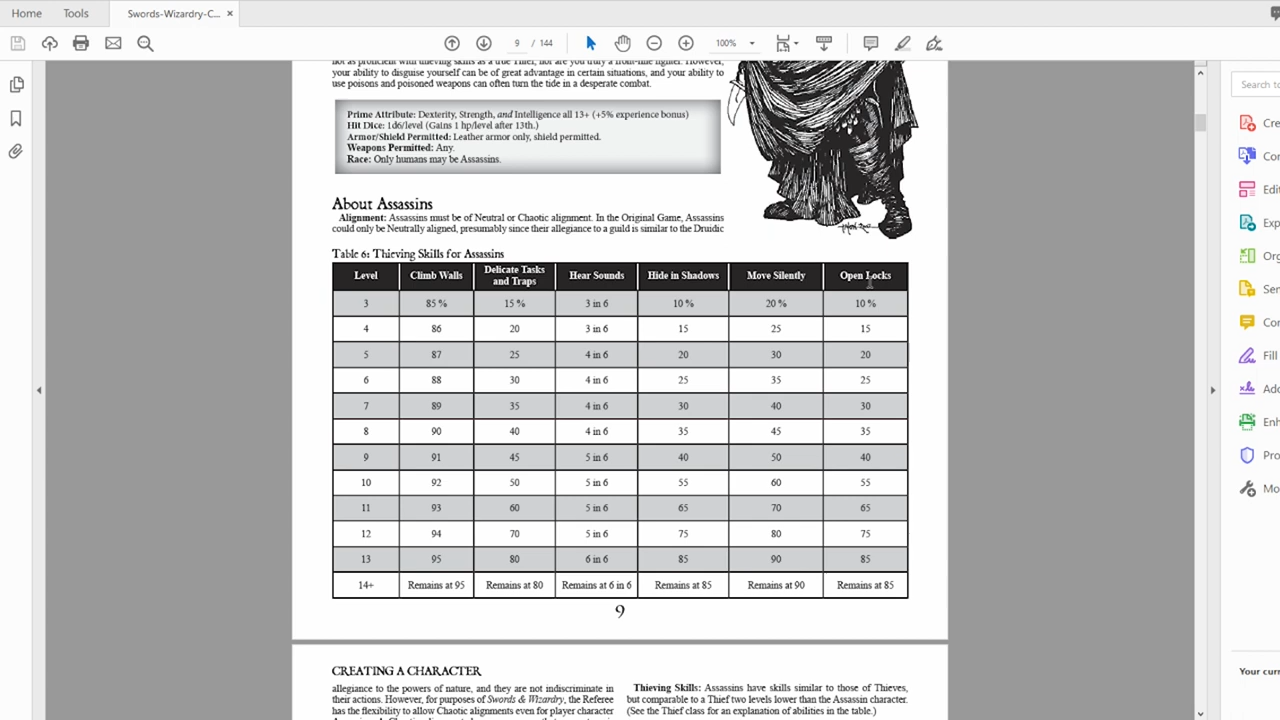 Home Tools Swords-Wizardry-C... ×
9 / 144 100%
not as proficient with thieving skills as a true Thief, nor are you truly a front-line fighter. However,
your ability to disguise yourself can be of great advantage in certain situations, and your ability to
use poisons and poisoned weapons can often turn the tide in a desperate combat.
Prime Attribute: Dexterity, Strength, and Intelligence all 13+ (+5% experience bonus)
Hit Dice: 1d6/level (Gains 1 hp/level after 13th.)
Armor/Shield Permitted: Leather armor only, shield permitted.
Weapons Permitted: Any.
Race: Only humans may be Assassins.
About Assassins
Alignment: Assassins must be of Neutral or Chaotic alignment. In the Original Game, Assassins
could only be Neutrally aligned, presumably since their allegiance to a guild is similar to the Druidic
Table 6: Thieving Skills for Assassins
Level Climb Walls Delicate Tasks and Traps Hear Sounds Hide in Shadows Move Silently Open Locks
3 85 % 15 % 3 in 6 10 % 20 % 10 %
4 86 20 3 in 6 15 25 15
5 87 25 4 in 6 20 30 20
6 88 30 4 in 6 25 35 25
7 89 35 4 in 6 30 40 30
8 90 40 4 in 6 35 45 35
9 91 45 5 in 6 40 50 40
10 92 50 5 in 6 55 60 55
11 93 60 5 in 6 65 70 65
12 94 70 5 in 6 75 80 75
13 95 80 6 in 6 85 90 85
14+ Remains at 95 Remains at 80 Remains at 6 in 6 Remains at 85 Remains at 90 Remains at 85
9
CREATING A CHARACTER
allegiance to the powers of nature, and they are not indiscriminate in
their actions. However, for purposes of Swords & Wizardry, the Referee
has the flexibility to allow Chaotic alignments even for player character
Thieving Skills: Assassins have skills similar to those of Thieves,
but comparable to a Thief two levels lower than the Assassin character.
(See the Thief class for an explanation of abilities in the table.)
Search to
Cre
Con
Edit
Exp
Org
Sen
Con
Fill
Add
Enh
Pro
Mo
Your curr